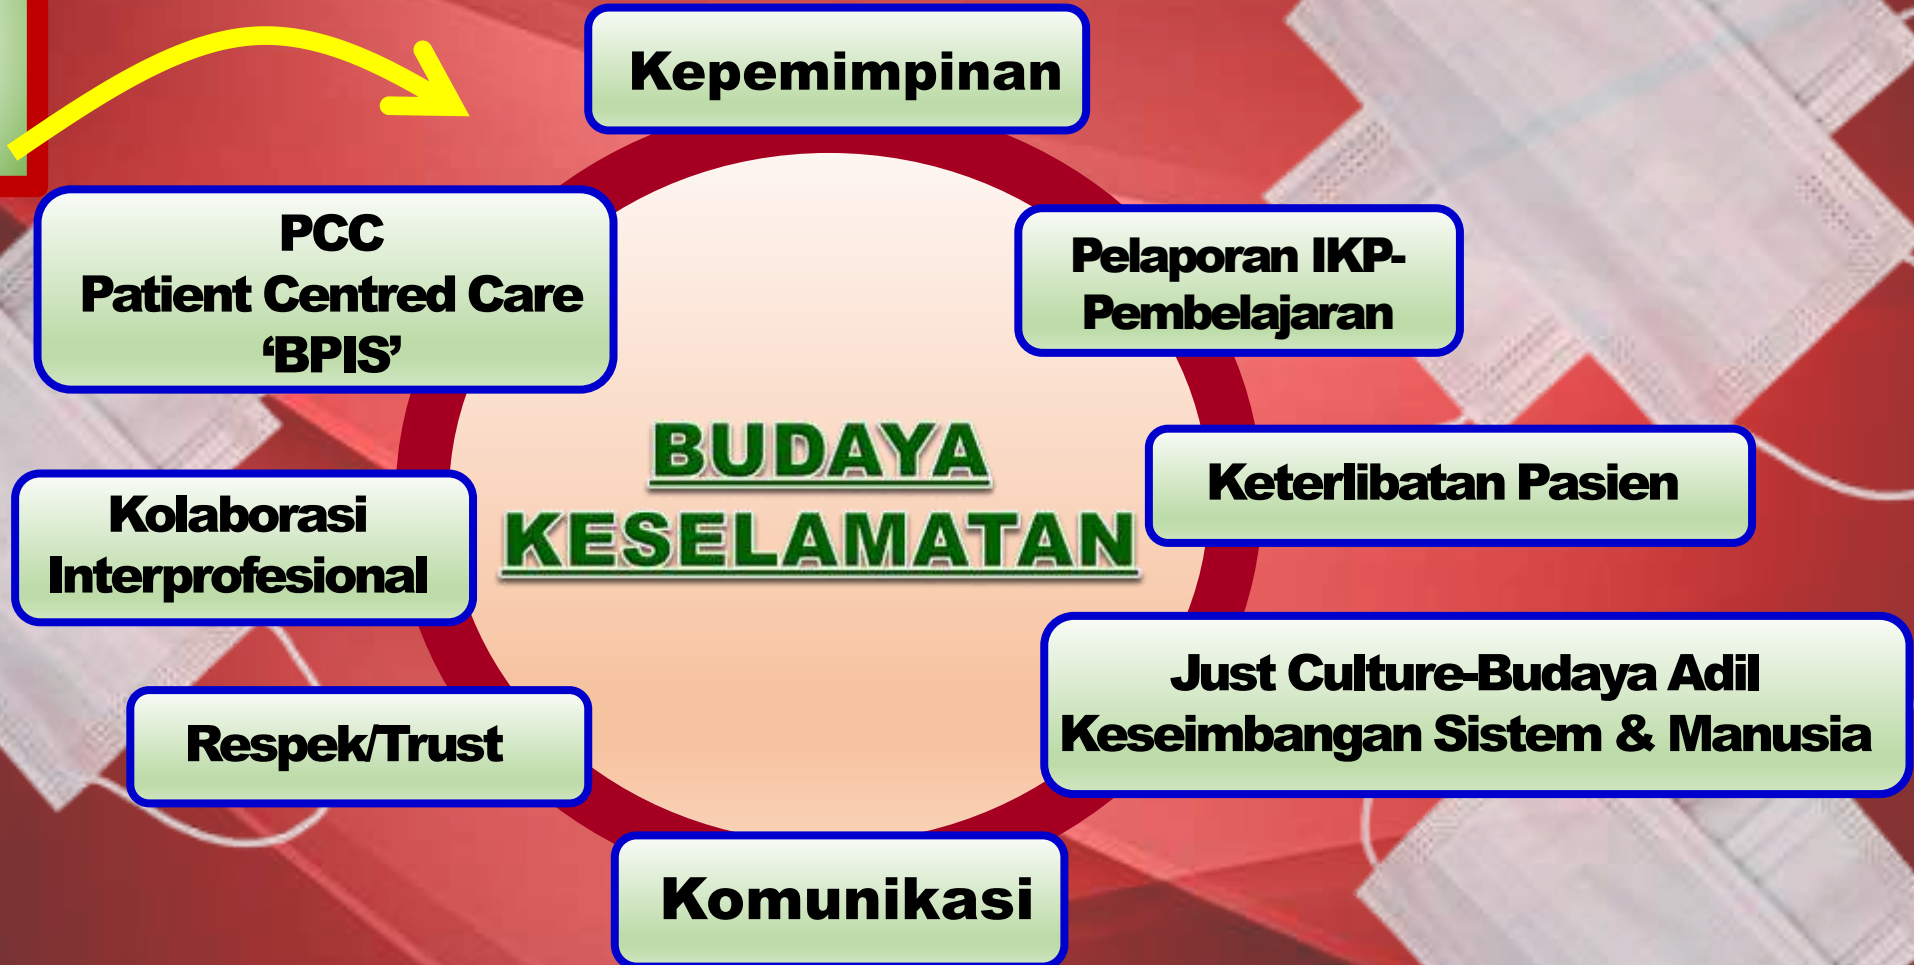 Kepemimpinan
PCC
Patient Centred Care
‘BPIS’
Pelaporan IKP-
Pembelajaran
BUDAYA
KESELAMATAN
Keterlibatan Pasien
Kolaborasi
Interprofesional
Just Culture-Budaya Adil
Keseimbangan Sistem & Manusia
Respek/Trust
Komunikasi